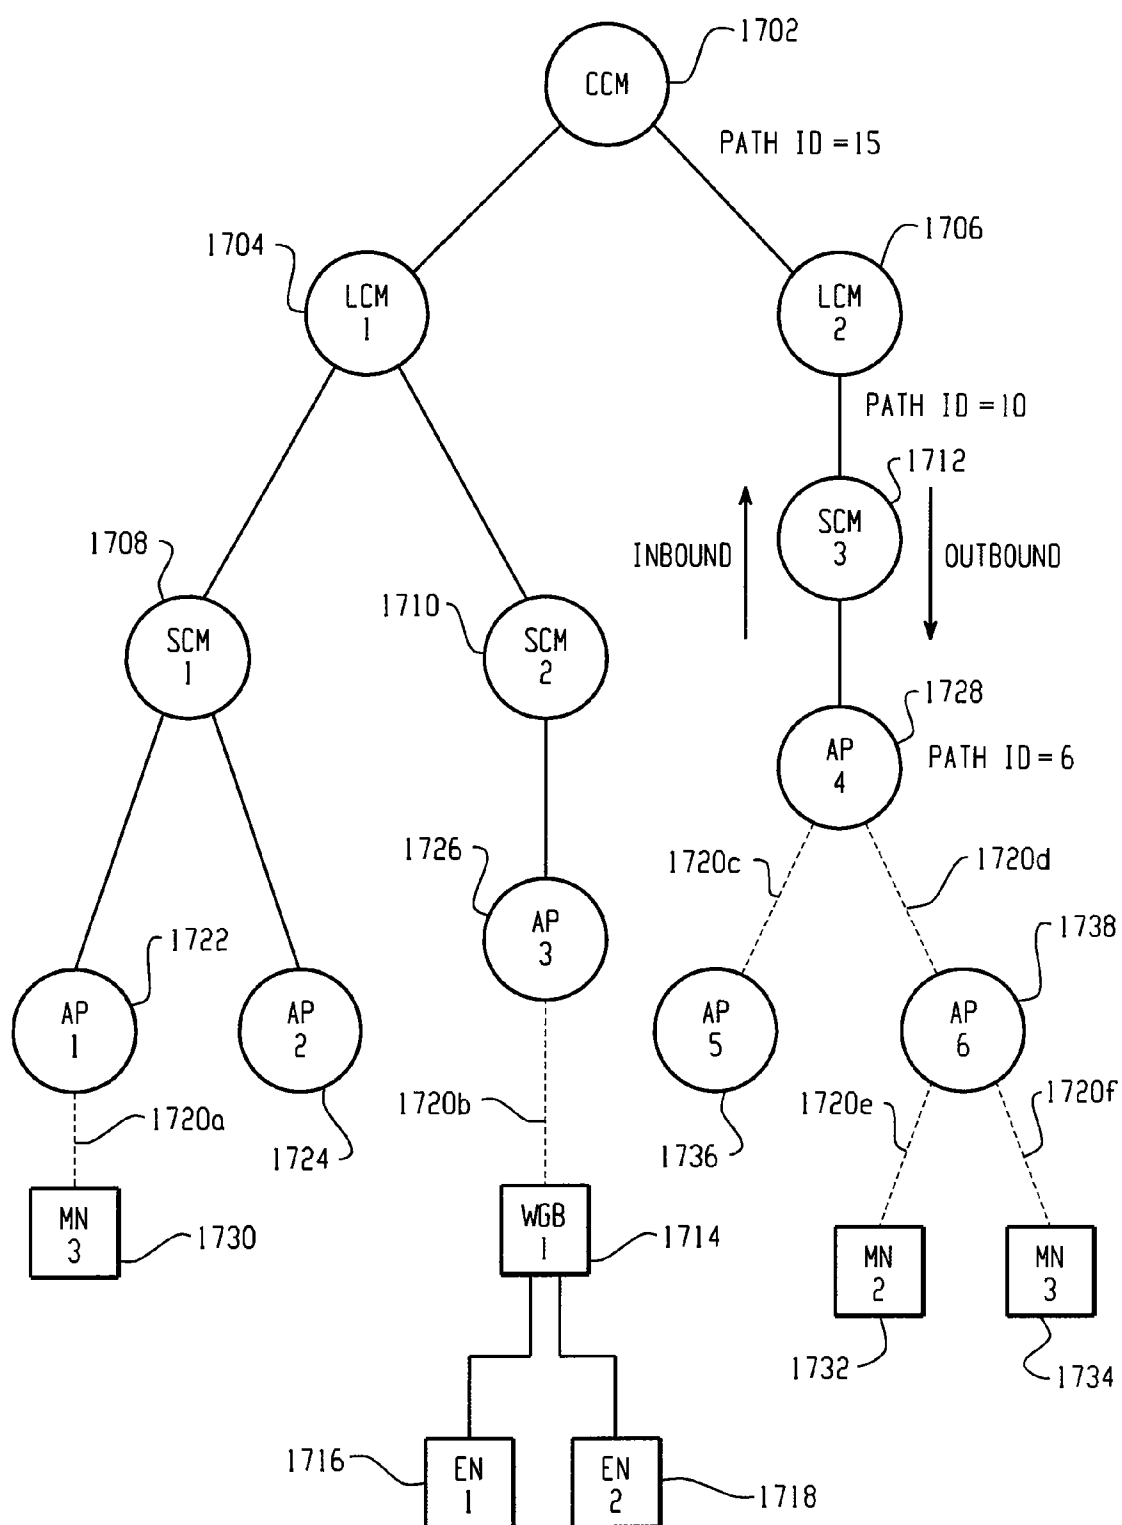 1702
CCM
PATH ID = 15
1704
1706
LCM
1
LCM
2
PATH ID = 10
1712
1708
SCM
3
INBOUND
OUTBOUND
1710
SCM
1
SCM
2
1728
AP
4
PATH ID = 6
1726
1720c
1720d
AP
3
1722
1738
AP
1
AP
2
AP
5
AP
6
1720a
1720b
1720e
1720f
1724
1736
MN
3
1730
WGB
1
1714
MN
2
MN
3
1732
1734
1716
EN
1
EN
2
1718